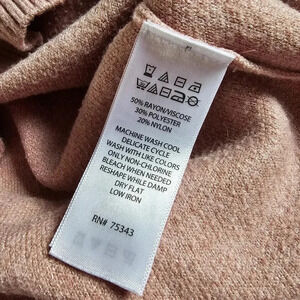 50% RAYON/VISCOSE
30% POLYESTER
20% NYLON
MACHINE WASH COOL
DELICATE CYCLE
WASH WITH LIKE COLORS
ONLY NON-CHLORINE
BLEACH WHEN NEEDED
RESHAPE WHILE DAMP
DRY FLAT
LOW IRON
RN# 75343